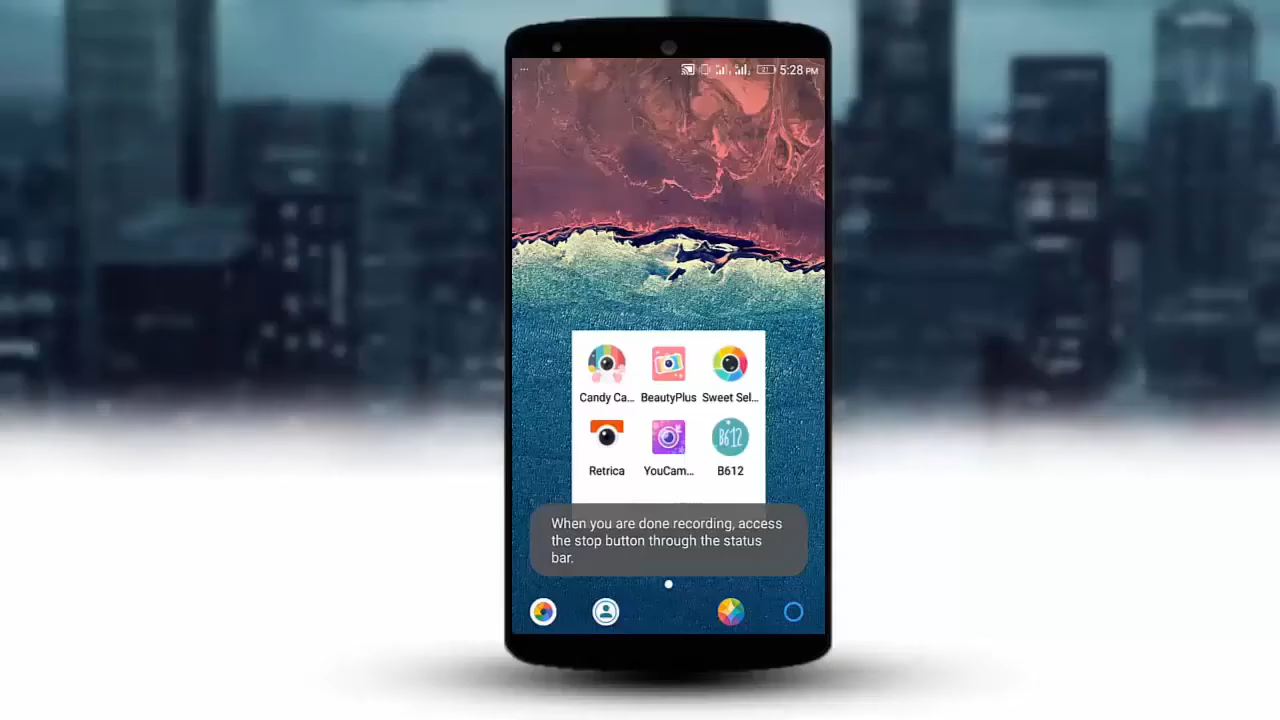 5:28 PM
Candy Ca... BeautyPlus Sweet Sel...
B612
Retrica YouCam... B612
When you are done recording, access
the stop button through the status
bar.